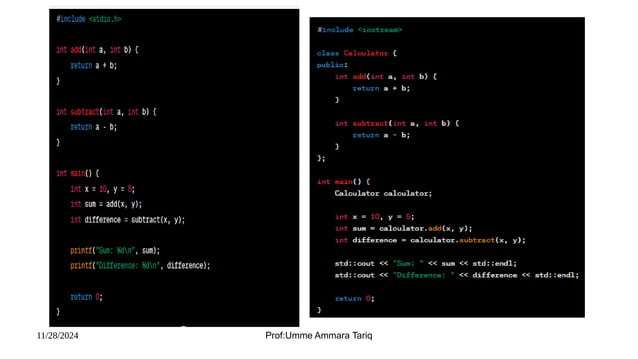 #include <stdio.h>
int add(int a, int b) {
return a + b;
}
int subtract(int a, int b) {
return a - b;
}
int main() {
int x = 10, y = 5;
int sum = add(x, y);
int difference = subtract(x, y);
printf("Sum: %d\n", sum);
printf("Difference: %d\n", difference);
return 0;
}
#include <iostream>
class Calculator {
public:
int add(int a, int b) {
return a + b;
}
int subtract(int a, int b) {
return a - b;
}
};
int main() {
Calculator calculator;
int x = 10, y = 5;
int sum = calculator.add(x, y);
int difference = calculator.subtract(x, y);
std::cout << "Sum: " << sum << std::endl;
std::cout << "Difference: " << difference << std::endl;
return 0;
}
11/28/2024
Prof:Umme Ammara Tariq